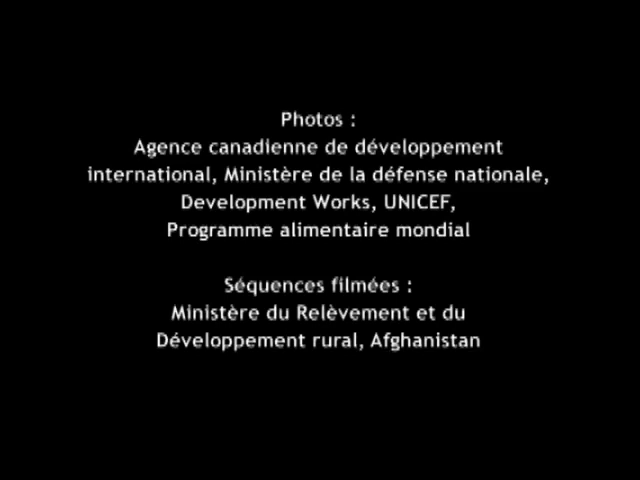 Photos :
Agence canadienne de développement
international, Ministère de la défense nationale,
Development Works, UNICEF,
Programme alimentaire mondial
Séquences filmées :
Ministère du Relèvement et du
Développement rural, Afghanistan